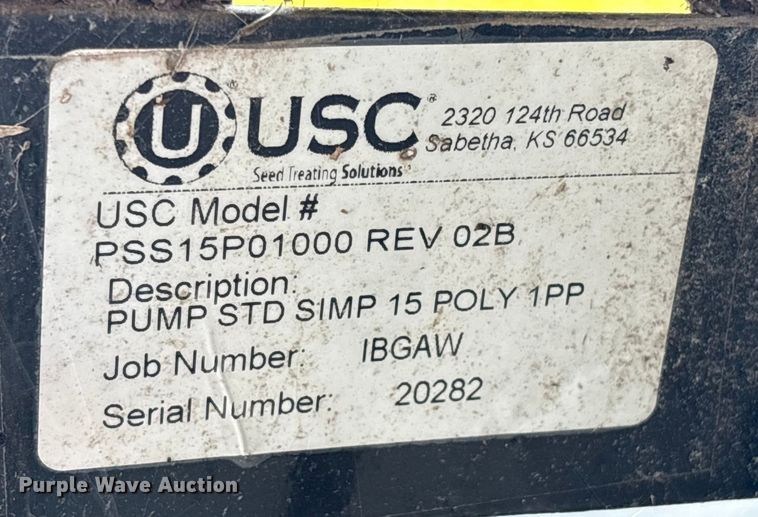 U USC
2320 124th Road
Sabetha, KS 66534
Seed Treating Solutions
USC Model #
PSS15P01000 REV 02B
Description:
PUMP STD SIMP 15 POLY 1PP
Job Number: IBGAW
Serial Number: 20282
Purple Wave Auction